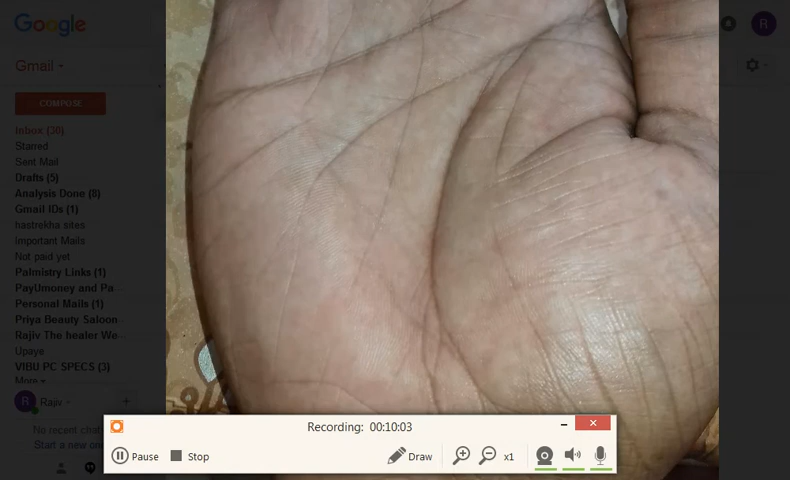 Google
R
Gmail
COMPOSE
Inbox (30)
Starred
Sent Mail
Drafts (5)
Analysis Done (8)
Gmail IDs (1)
hastrekha sites
Important Mails
Not paid yet
Palmistry Links (1)
PayUmoney and Pa
Personal Mails (1)
Priya Beauty Saloon
Rajiv The healer We
Upaye
VIBU PC SPECS (3)
More
R Rajiv +
No recent chat
Start a new
Recording: 00:10:03
Pause Stop Draw x1